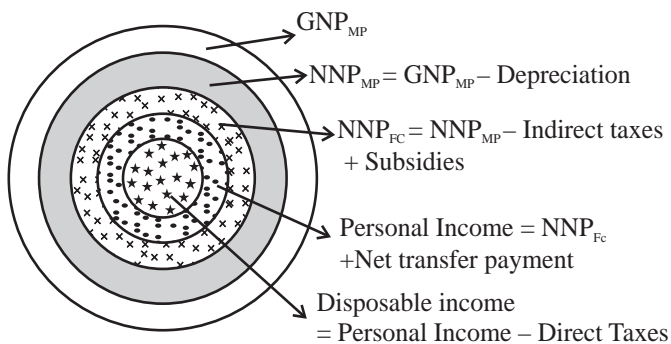 GNP_MP
NNP_MP = GNP_MP – Depreciation
NNP_FC = NNP_MP – Indirect taxes
+ Subsidies
Personal Income = NNP_Fc
+Net transfer payment
Disposable income
= Personal Income – Direct Taxes